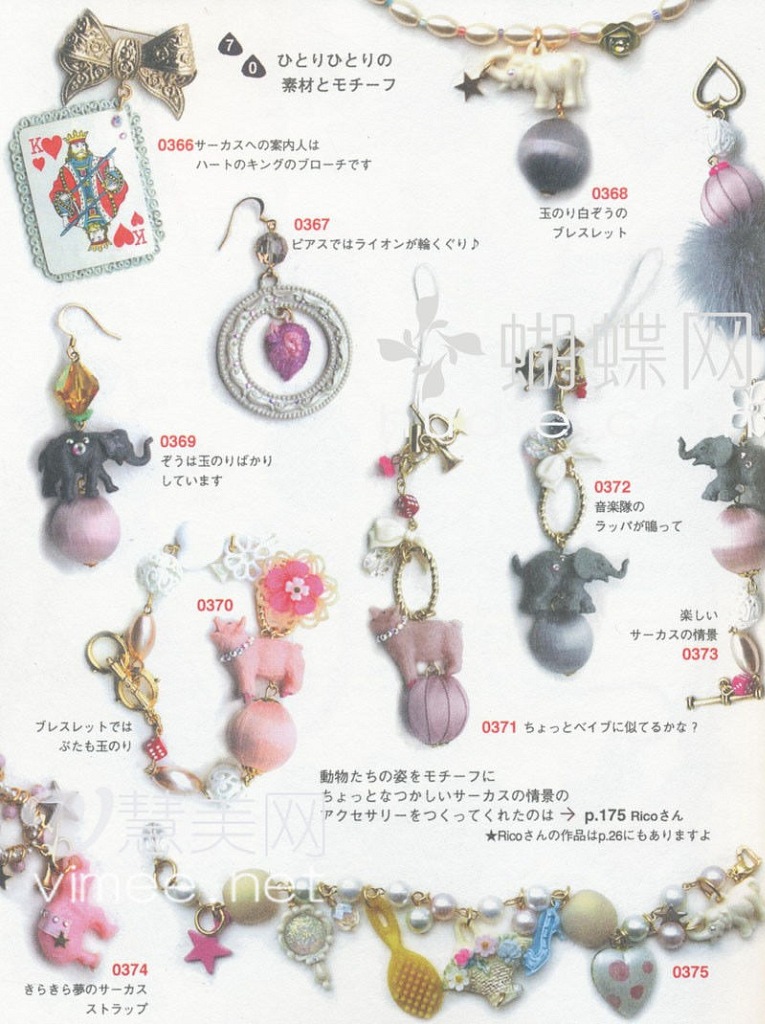 7
0
ひとりひとりの
素材とモチーフ
K
K
0366サーカスへの案内人は
ハートのキングのブローチです
0367
ピアスではライオンが輪くぐり♪
0368
玉のり白ぞうの
ブレスレット
蝴蝶网
0369
ぞうは玉のりばかり
しています
0372
音楽隊の
ラッパが鳴って
0370
楽しい
サーカスの情景
0373
ブレスレットでは
ぶたも玉のり
0371 ちょっとベイブに似てるかな？
動物たちの姿をモチーフに
ちょっとなつかしいサーカスの情景の
アクセサリーをつくってくれたのは → p.175 Ricoさん
★Ricoさんの作品はp.26にもありますよ
慧美网
vimee.net
0374
きらきら夢のサーカス
ストラップ
0375